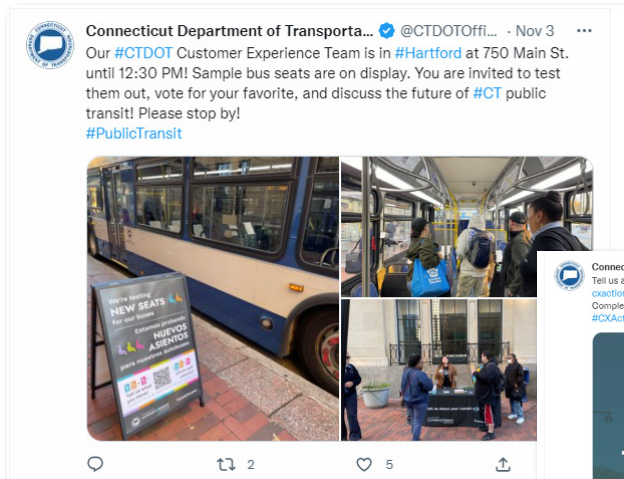 Connecticut Department of Transporta... @CTDOTOffi... · Nov 3
Our #CTDOT Customer Experience Team is in #Hartford at 750 Main St.
until 12:30 PM! Sample bus seats are on display. You are invited to test
them out, vote for your favorite, and discuss the future of #CT public
transit! Please stop by!
#PublicTransit
We're testing
NEW SEATS
for our buses
Estamos probando
NUEVOS
ASIENTOS
para nuestros autobuses
2
5
Connec
Tell us a
cxaction
Comple
#CXAct